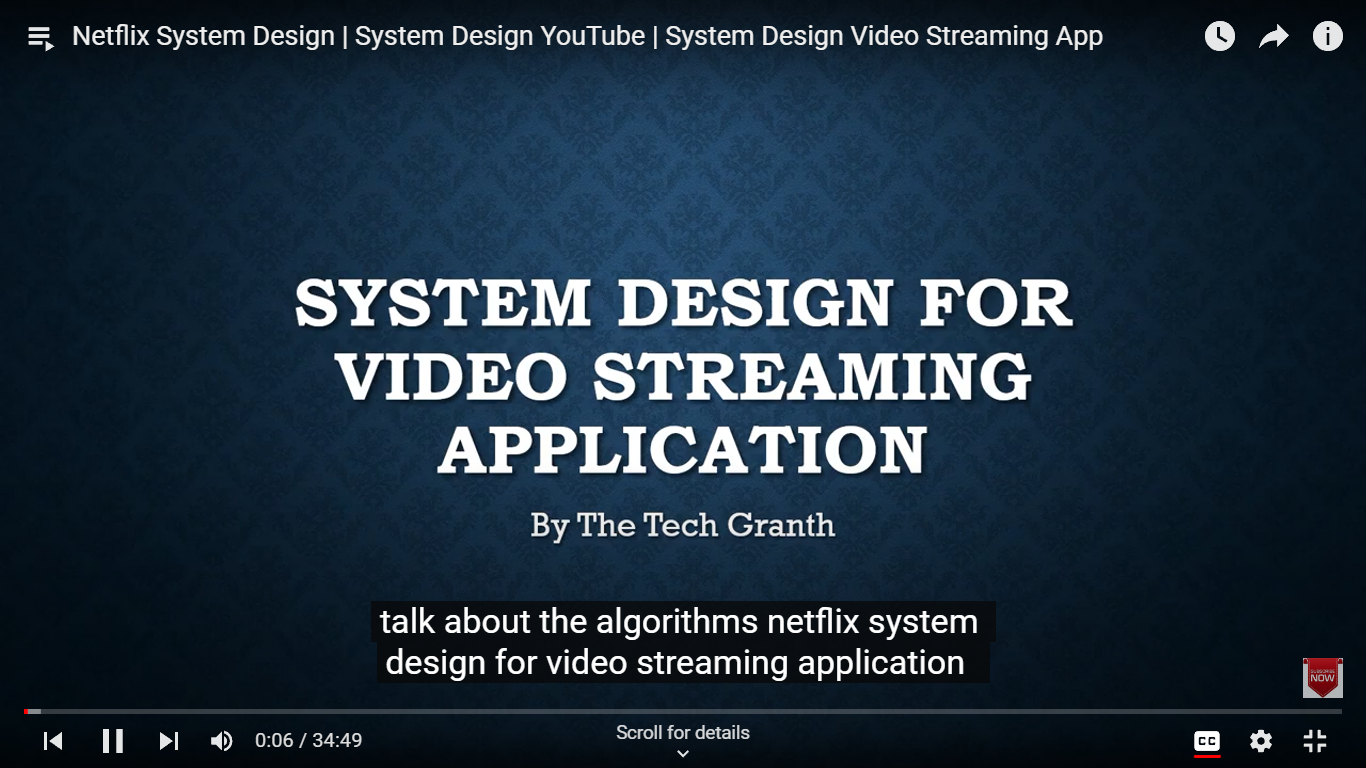 Netflix System Design | System Design YouTube | System Design Video Streaming App
SYSTEM DESIGN FOR
VIDEO STREAMING
APPLICATION
By The Tech Granth
talk about the algorithms netflix system
design for video streaming application
SUBSCRIBE
NOW
0:06 / 34:49
Scroll for details
CC